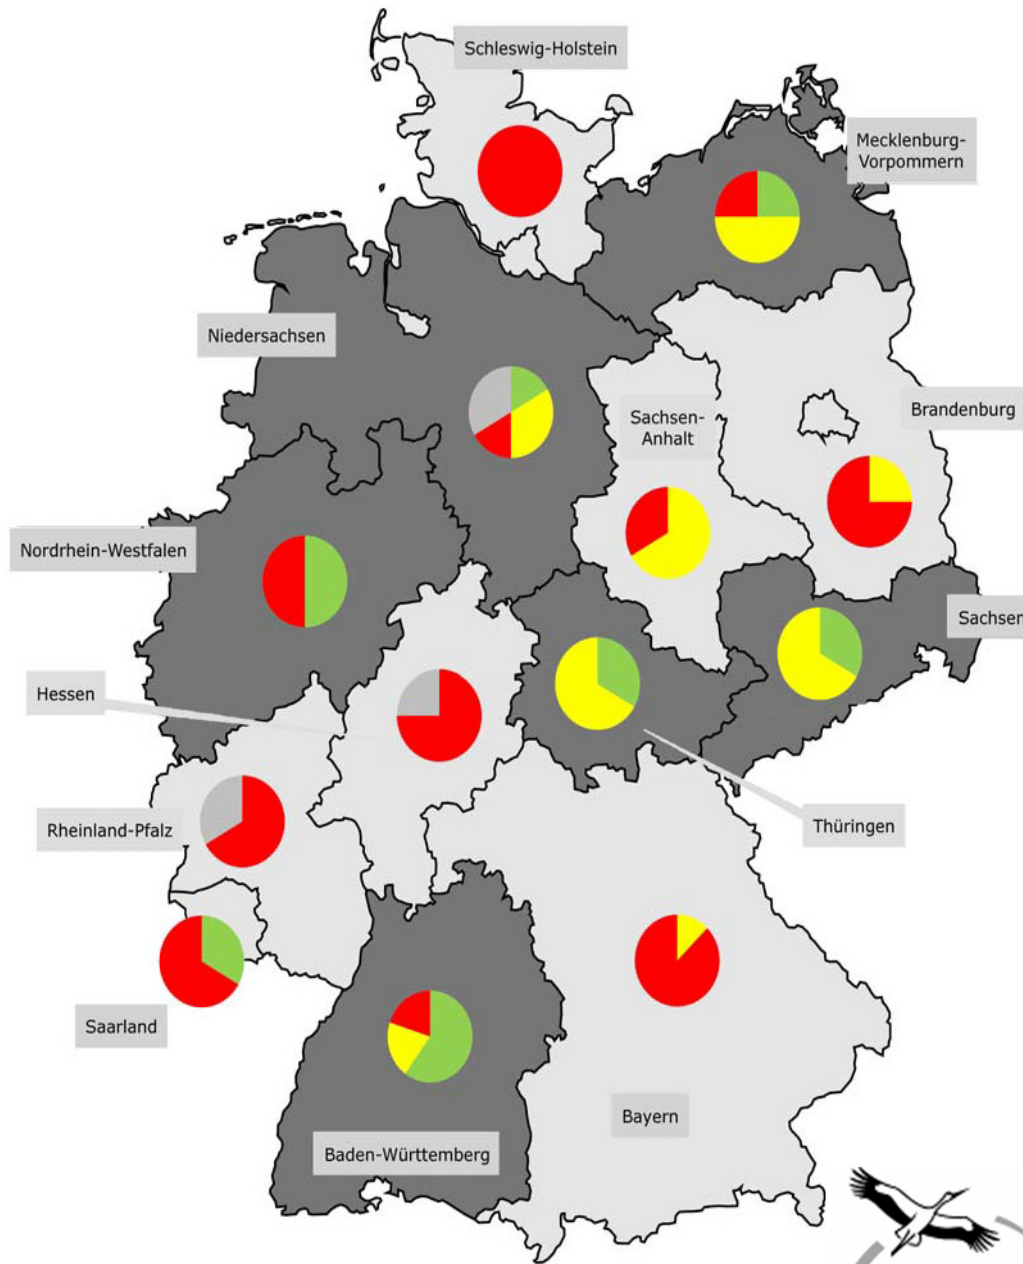 Schleswig-Holstein
Mecklenburg-
Vorpommern
Niedersachsen
Sachsen-
Anhalt
Brandenburg
Nordrhein-Westfalen
Sachsen
Hessen
Rheinland-Pfalz
Thüringen
Saarland
Bayern
Baden-Württemberg